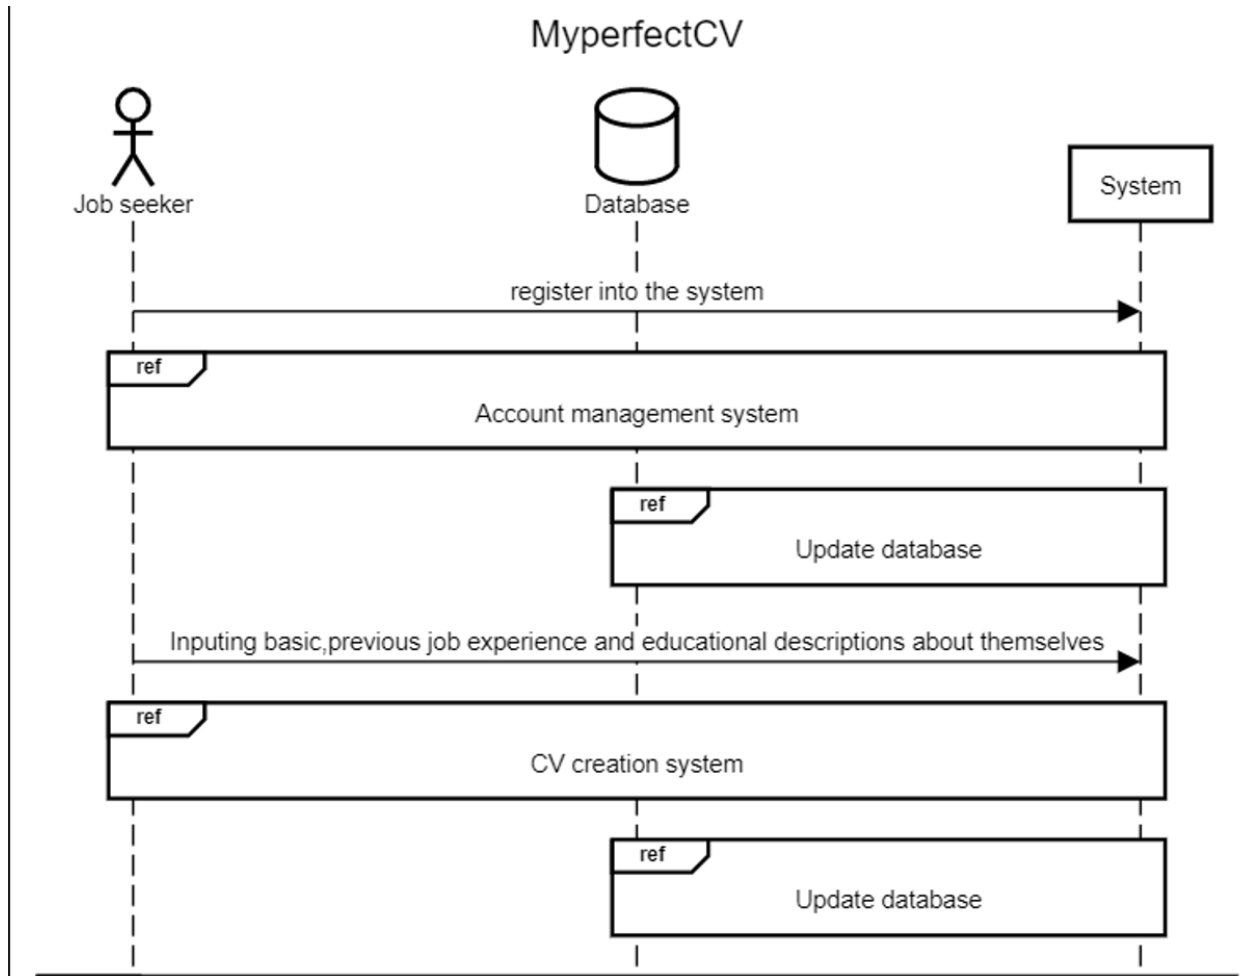 MyperfectCV
Job seeker
Database
System
register into the system
ref
Account management system
ref
Update database
Inputing basic,previous job experience and educational descriptions about themselves
ref
CV creation system
ref
Update database